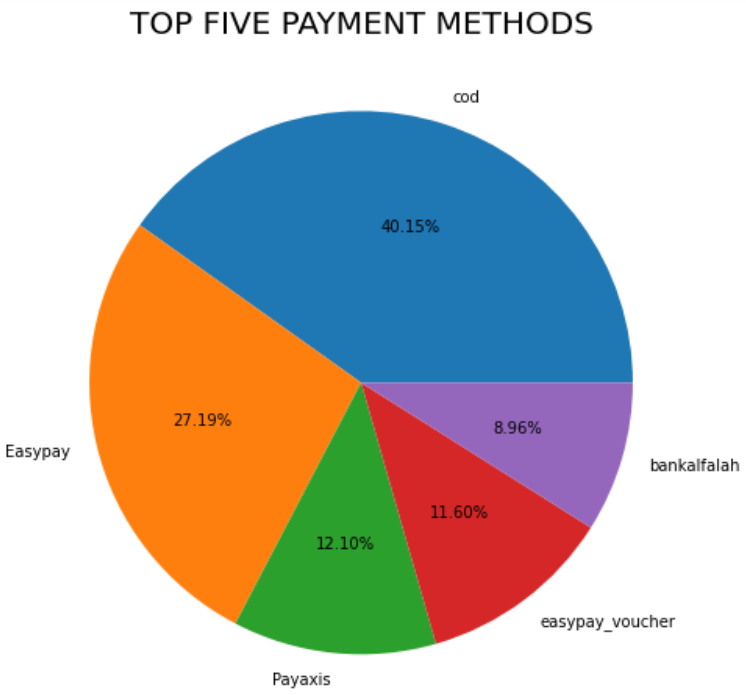 TOP FIVE PAYMENT METHODS
cod
40.15%
27.19%
Easypay
8.96%
bankalfalah
11.60%
12.10%
easypay_voucher
Payaxis